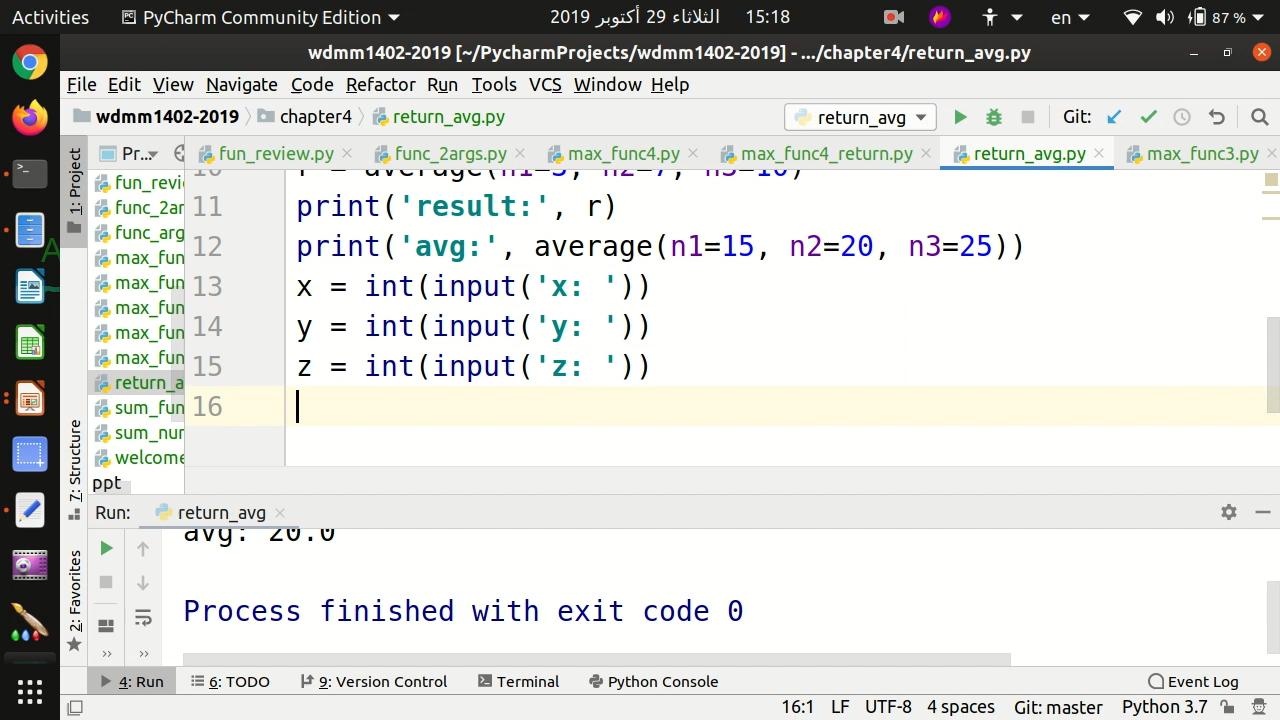 Activities PyCharm Community Edition الثلاثاء 29 أكتوبر 2019 15:18 en 87 %
wdmm1402-2019 [~/PycharmProjects/wdmm1402-2019] - .../chapter4/return_avg.py
File Edit View Navigate Code Refactor Run Tools VCS Window Help
wdmm1402-2019 chapter4 return_avg.py return_avg Git:
1: Project Pr... fun_review.py func_2args.py max_func4.py max_func4_return.py return_avg.py max_func3.py
fun_revi
func_2ar
func_arg
max_fun
max_fun
max_fun
max_fun
max_fun
return_a
sum_fun
sum_nur
welcome
ppt
10 r = average(n1=5, n2=7, n3=10)
11 print('result:', r)
12 print('avg:', average(n1=15, n2=20, n3=25))
13 x = int(input('x: '))
14 y = int(input('y: '))
15 z = int(input('z: '))
16
7: Structure
2: Favorites
Run: return_avg
avg: 20.0
Process finished with exit code 0
4: Run 6: TODO 9: Version Control Terminal Python Console Event Log
16:1 LF UTF-8 4 spaces Git: master Python 3.7